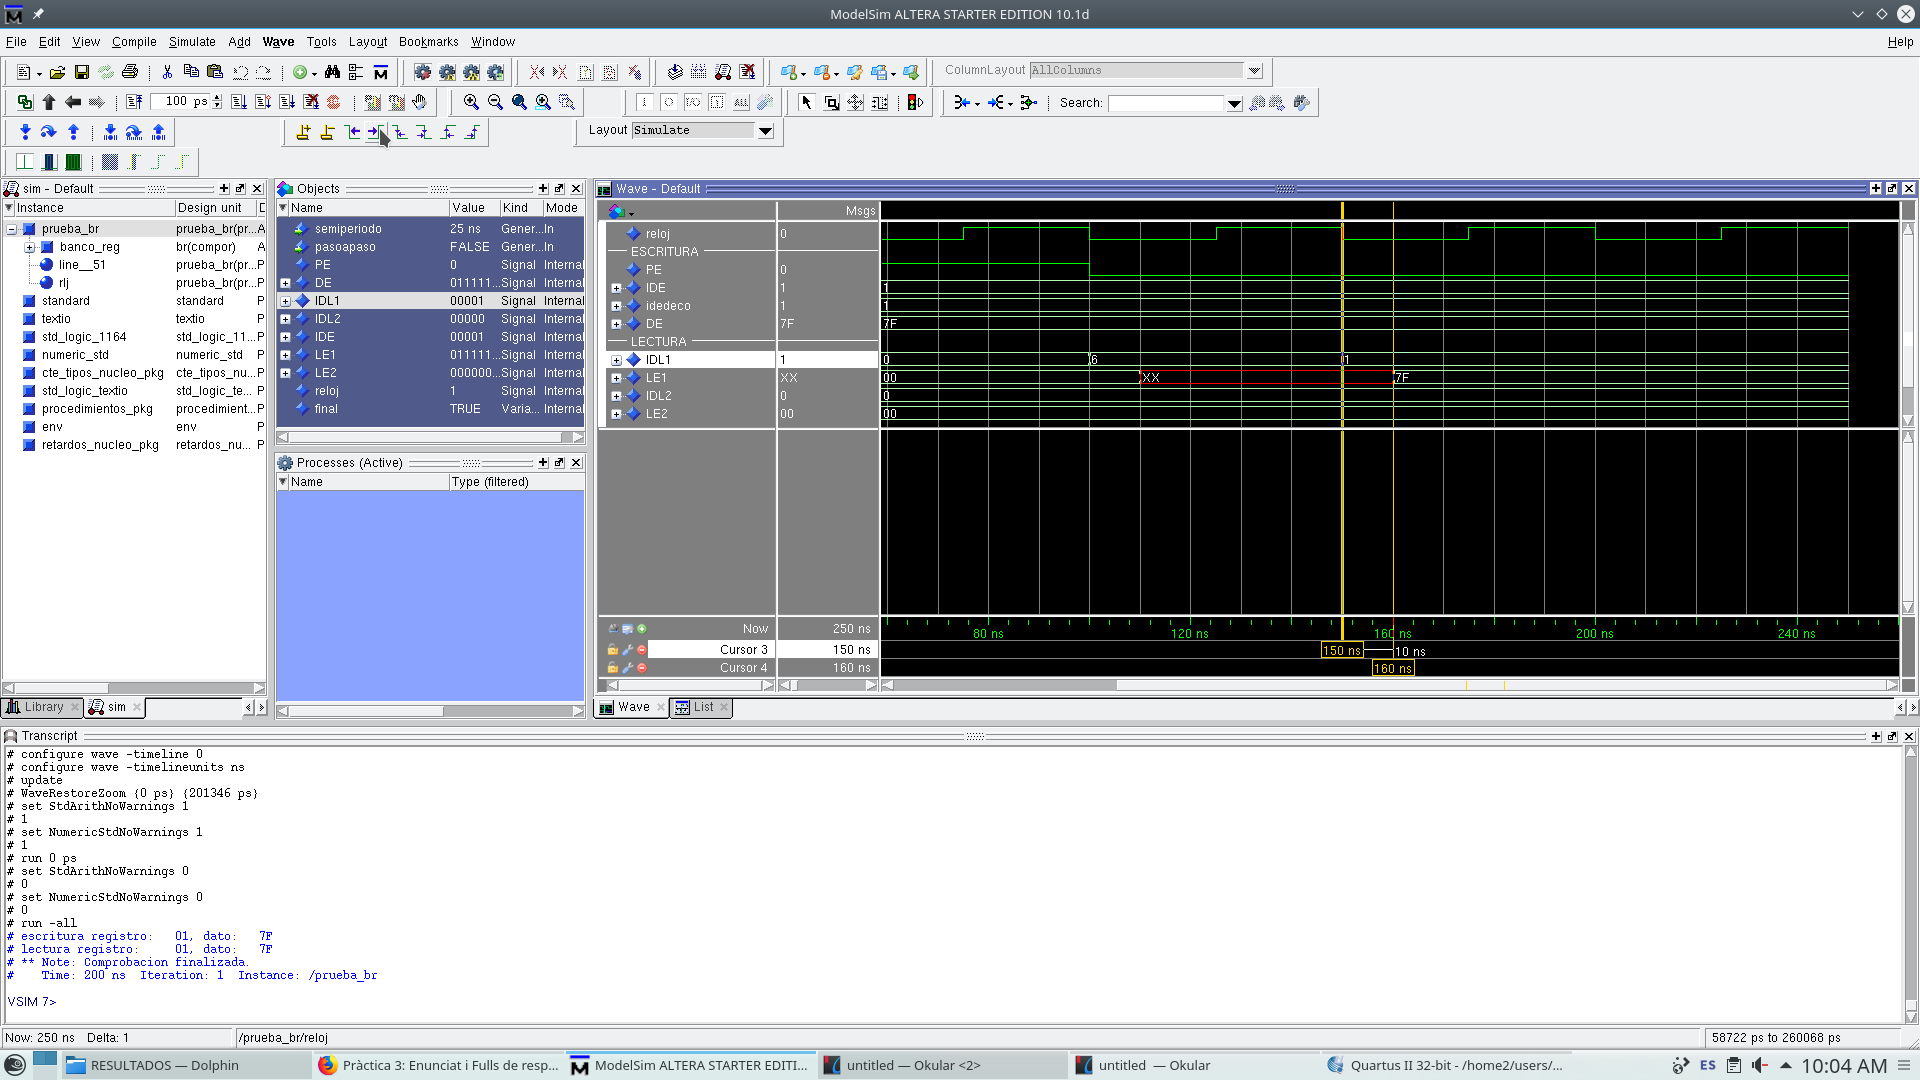 ModelSim ALTERA STARTER EDITION 10.1d
File Edit View Compile Simulate Add Wave Tools Layout Bookmarks Window Help
ColumnLayout AllColumns
100 ps
Search:
Layout Simulate
sim - Default
Instance Design unit D
prueba_br prueba_br(pr... A
banco_reg br(compor) A
line__51 prueba_br(pr... P
rlj prueba_br(pr... P
standard standard P
textio textio P
std_logic_1164 std_logic_11... P
numeric_std numeric_std P
cte_tipos_nucleo_pkg cte_tipos_nu... P
std_logic_textio std_logic_te... P
procedimientos_pkg procedimient... P
env env P
retardos_nucleo_pkg retardos_nu... P
Library sim
Objects
Name Value Kind Mode
semiperiodo 25 ns Gener... In
pasoapaso FALSE Gener... In
PE 0 Signal Internal
DE 011111... Signal Internal
IDL1 00001 Signal Internal
IDL2 00000 Signal Internal
IDE 00001 Signal Internal
LE1 011111... Signal Internal
LE2 000000... Signal Internal
reloj 1 Signal Internal
final TRUE Varia... Internal
Processes (Active)
Name Type (filtered)
Wave - Default
Msgs
reloj 0
ESCRITURA
PE 0
IDE 1 1
idedeco 1 1
DE 7F 7F
LECTURA
IDL1 1 0 6 1
LE1 XX 00 XX 7F
IDL2 0 0
LE2 00 00
Now 250 ns 80 ns 120 ns 160 ns 200 ns 240 ns
Cursor 3 150 ns 150 ns 10 ns
Cursor 4 160 ns 160 ns
Wave List
Transcript
# configure wave -timeline 0
# configure wave -timelineunits ns
# update
# WaveRestoreZoom {0 ps} {201346 ps}
# set StdArithNoWarnings 1
# 1
# set NumericStdNoWarnings 1
# 1
# run 0 ps
# set StdArithNoWarnings 0
# 0
# set NumericStdNoWarnings 0
# 0
# run -all
# escritura registro: 01, dato: 7F
# lectura registro: 01, dato: 7F
# ** Note: Comprobacion finalizada.
# Time: 200 ns Iteration: 1 Instance: /prueba_br
VSIM 7>
Now: 250 ns Delta: 1 /prueba_br/reloj 58722 ps to 260068 ps
RESULTADOS — Dolphin Pràctica 3: Enunciat i Fulls de resp... ModelSim ALTERA STARTER EDITI... untitled — Okular <2> untitled — Okular Quartus II 32-bit - /home2/users/... ES 10:04 AM